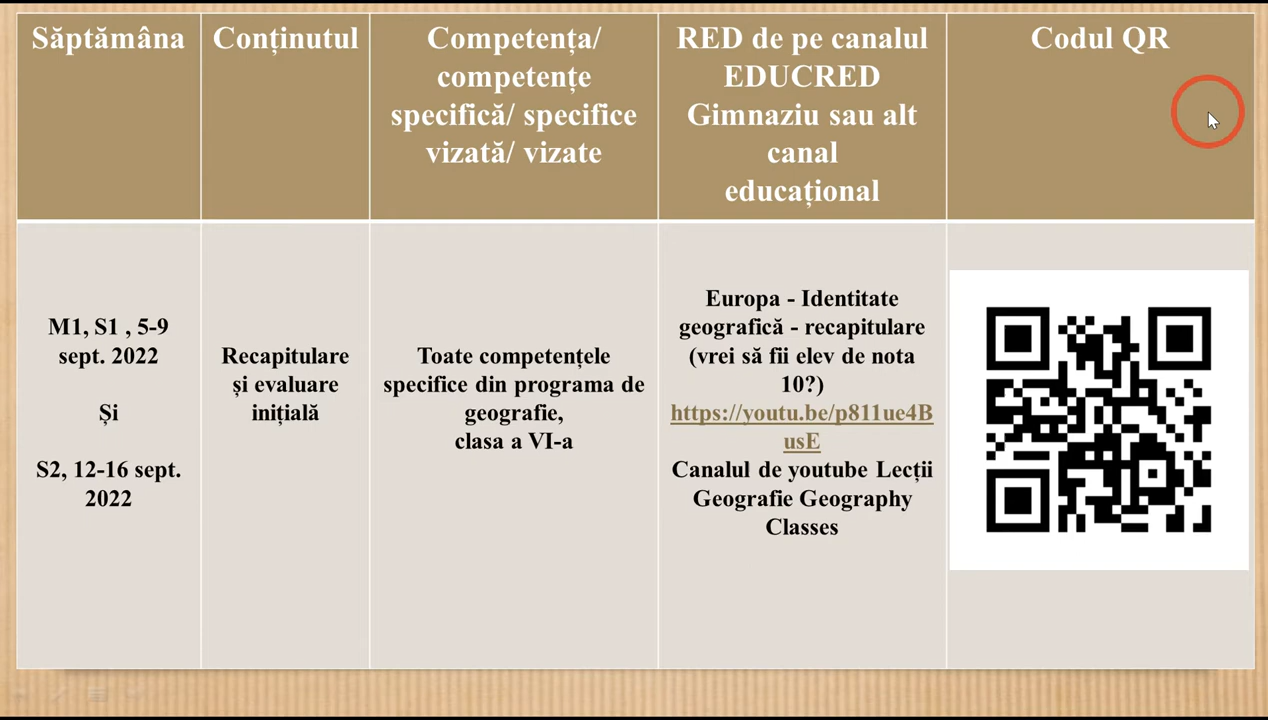 Săptămâna
Conținutul
Competența/
competențe
specifică/ specifice
vizată/ vizate
RED de pe canalul
EDUCRED
Gimnaziu sau alt
canal
educațional
Codul QR
M1, S1 , 5-9
sept. 2022
Și
S2, 12-16 sept.
2022
Recapitulare
și evaluare
inițială
Toate competențele
specifice din programa de
geografie,
clasa a VI-a
Europa - Identitate
geografică - recapitulare
(vrei să fii elev de nota
10?)
https://youtu.be/p811ue4B
usE
Canalul de youtube Lecții
Geografie Geography
Classes